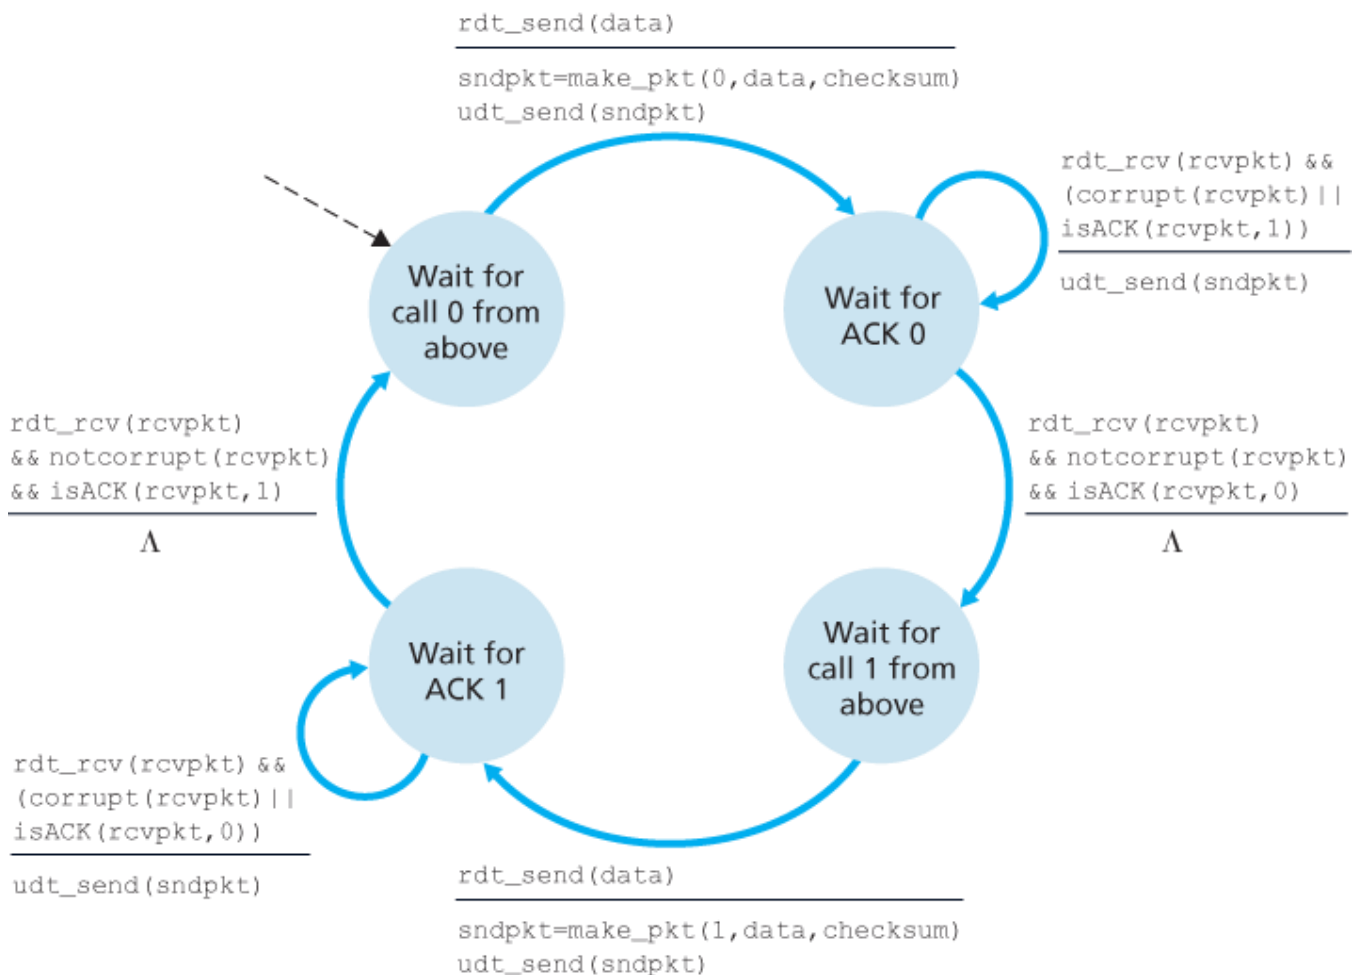 rdt_send(data)
sndpkt=make_pkt(0,data,checksum)
udt_send(sndpkt)
rdt_rcv(rcvpkt) &&
(corrupt(rcvpkt)||
isACK(rcvpkt,1))
udt_send(sndpkt)
Wait for
call 0 from
above
Wait for
ACK 0
rdt_rcv(rcvpkt)
&& notcorrupt(rcvpkt)
&& isACK(rcvpkt,1)
Λ
rdt_rcv(rcvpkt)
&& notcorrupt(rcvpkt)
&& isACK(rcvpkt,0)
Λ
Wait for
ACK 1
Wait for
call 1 from
above
rdt_rcv(rcvpkt) &&
(corrupt(rcvpkt)||
isACK(rcvpkt,0))
udt_send(sndpkt)
rdt_send(data)
sndpkt=make_pkt(1,data,checksum)
udt_send(sndpkt)